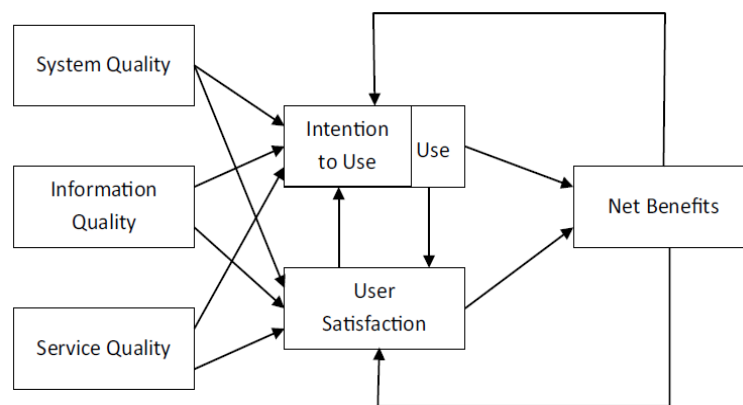 System Quality
Intention
to Use
Use
Information
Quality
Net Benefits
User
Satisfaction
Service Quality